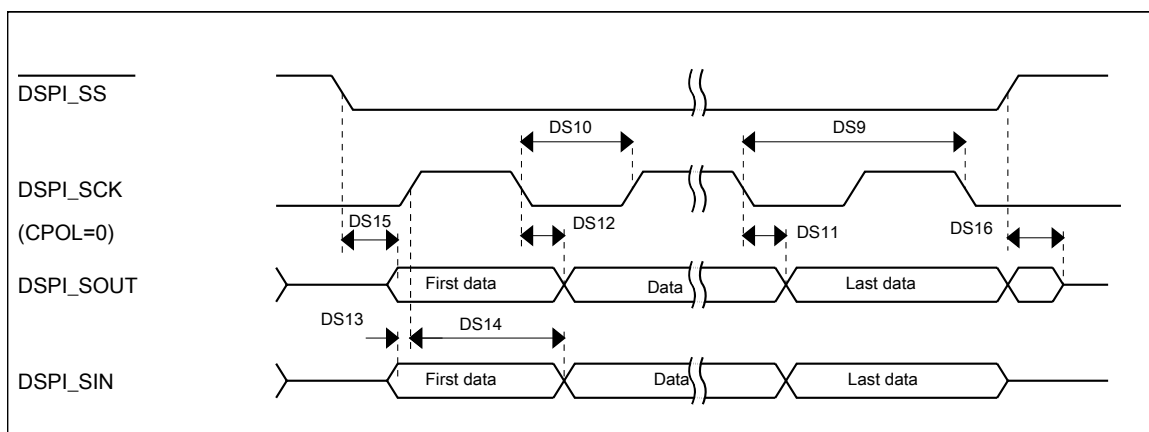 DSPI_SS
DS10
DS9
DSPI_SCK
(CPOL=0)
DS15
DS12
DS11
DS16
DSPI_SOUT
First data
Data
Last data
DS13
DS14
DSPI_SIN
First data
Data
Last data